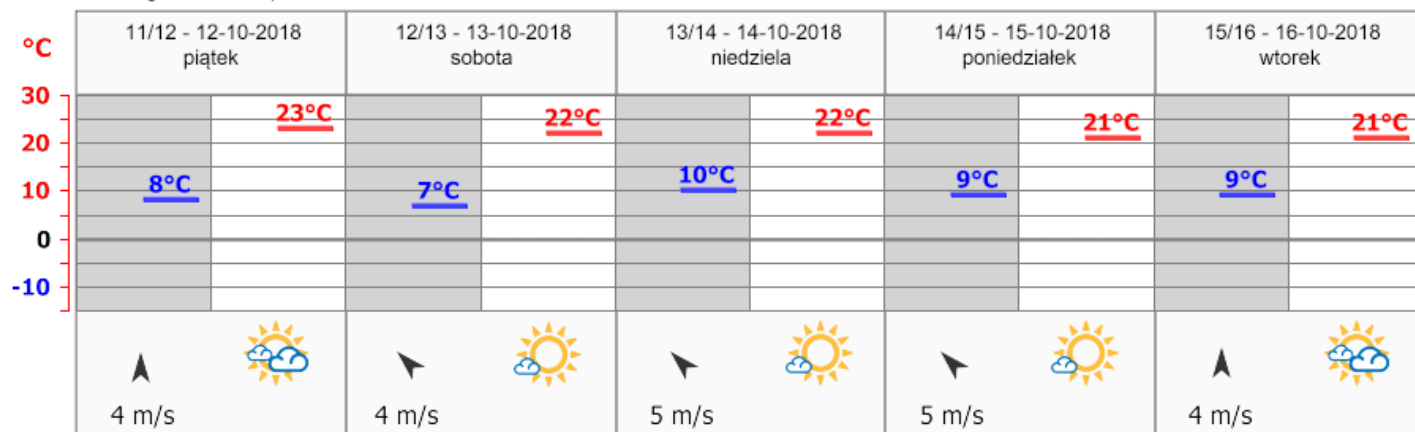 11/12 - 12-10-2018
piątek
12/13 - 13-10-2018
sobota
13/14 - 14-10-2018
niedziela
14/15 - 15-10-2018
poniedziałek
15/16 - 16-10-2018
wtorek
°C
30
20
10
0
-10
8°C
23°C
7°C
22°C
10°C
22°C
9°C
21°C
9°C
21°C
4 m/s
4 m/s
5 m/s
5 m/s
4 m/s